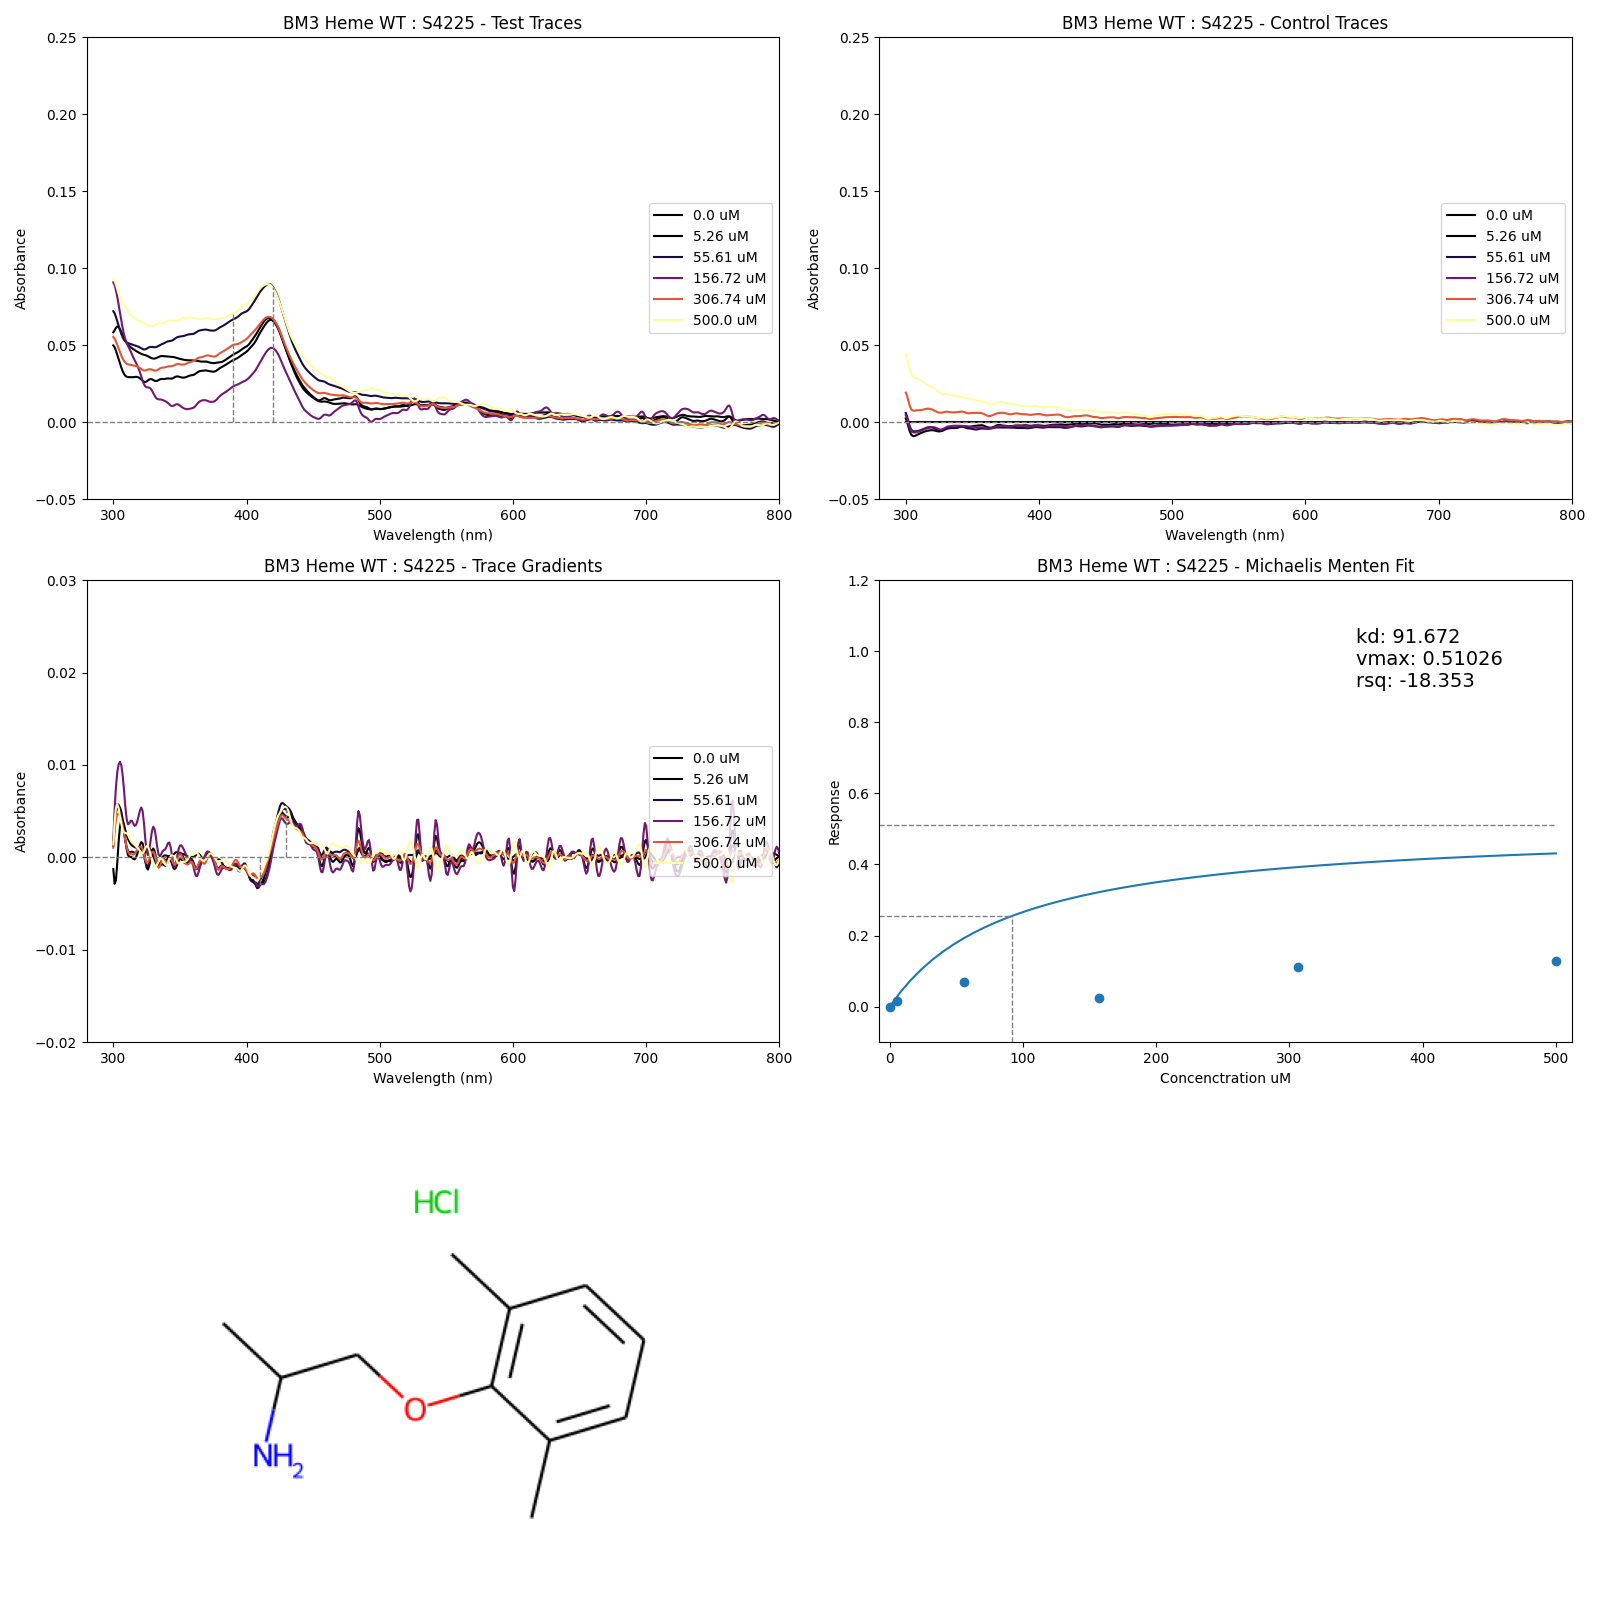 BM3 Heme WT : S4225 - Test Traces
Absorbance
0.25
0.20
0.15
0.10
0.05
0.00
−0.05
300 400 500 600 700 800
Wavelength (nm)
0.0 uM
5.26 uM
55.61 uM
156.72 uM
306.74 uM
500.0 uM
BM3 Heme WT : S4225 - Control Traces
Absorbance
0.25
0.20
0.15
0.10
0.05
0.00
−0.05
300 400 500 600 700 800
Wavelength (nm)
0.0 uM
5.26 uM
55.61 uM
156.72 uM
306.74 uM
500.0 uM
BM3 Heme WT : S4225 - Trace Gradients
Absorbance
0.03
0.02
0.01
0.00
−0.01
−0.02
300 400 500 600 700 800
Wavelength (nm)
0.0 uM
5.26 uM
55.61 uM
156.72 uM
306.74 uM
500.0 uM
BM3 Heme WT : S4225 - Michaelis Menten Fit
Response
1.2
1.0
0.8
0.6
0.4
0.2
0.0
0 100 200 300 400 500
Concenctration uM
kd: 91.672
vmax: 0.51026
rsq: -18.353
HCl
O
NH2